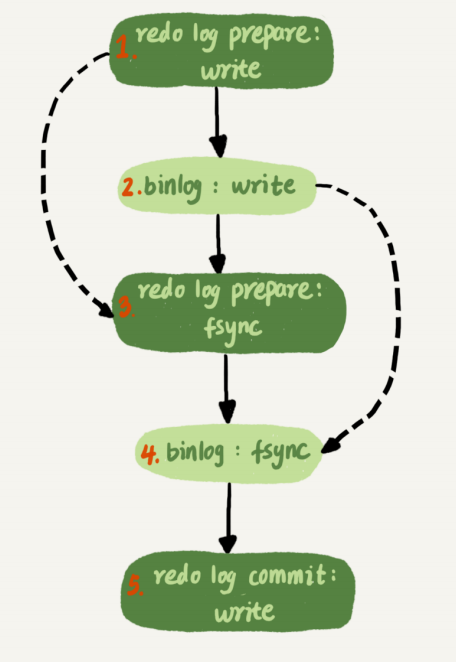 1. redo log prepare:
write
2. binlog : write
3. redo log prepare:
fsync
4. binlog : fsync
5. redo log commit:
write